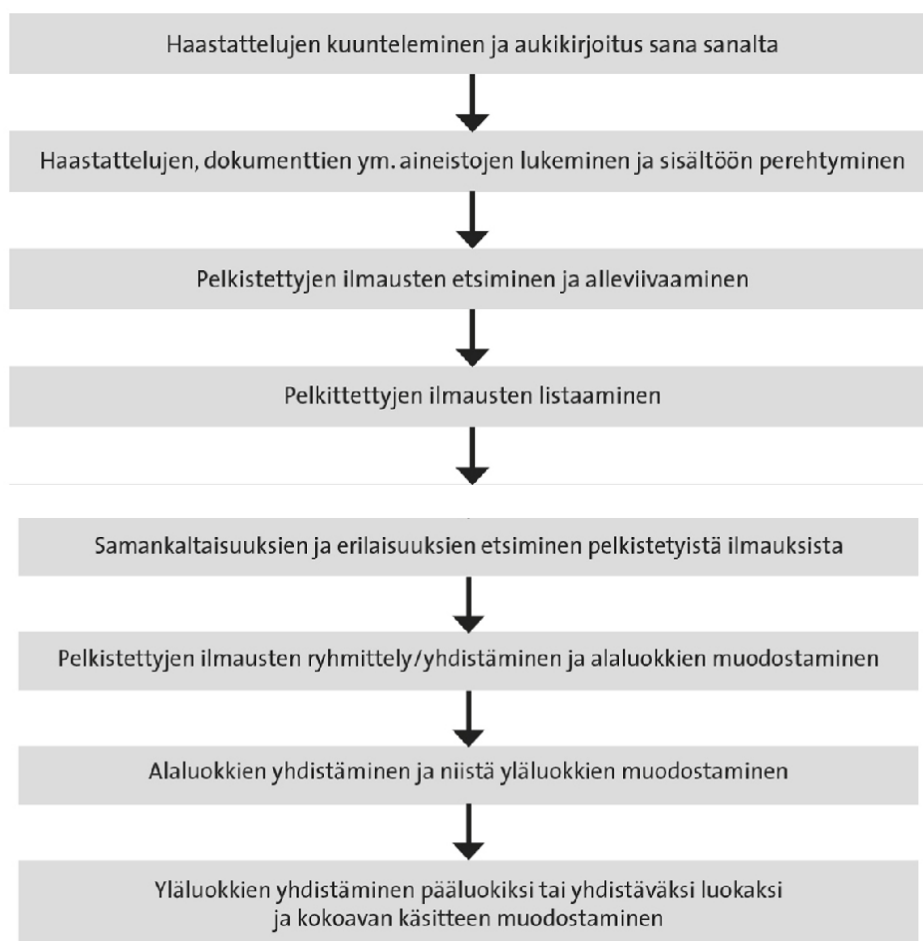 Haastattelujen kuunteleminen ja aukikirjoitus sana sanalta
Haastattelujen, dokumenttien ym. aineistojen lukeminen ja sisältöön perehtyminen
Pelkistettyjen ilmausten etsiminen ja alleviivaaminen
Pelkittettyjen ilmausten listaaminen
Samankaltaisuuksien ja erilaisuuksien etsiminen pelkistetyistä ilmauksista
Pelkistettyjen ilmausten ryhmittely/yhdistäminen ja alaluokkien muodostaminen
Alaluokkien yhdistäminen ja niistä yläluokkien muodostaminen
Yläluokkien yhdistäminen pääluokiksi tai yhdistäväksi luokaksi
ja kokoavan käsitteen muodostaminen